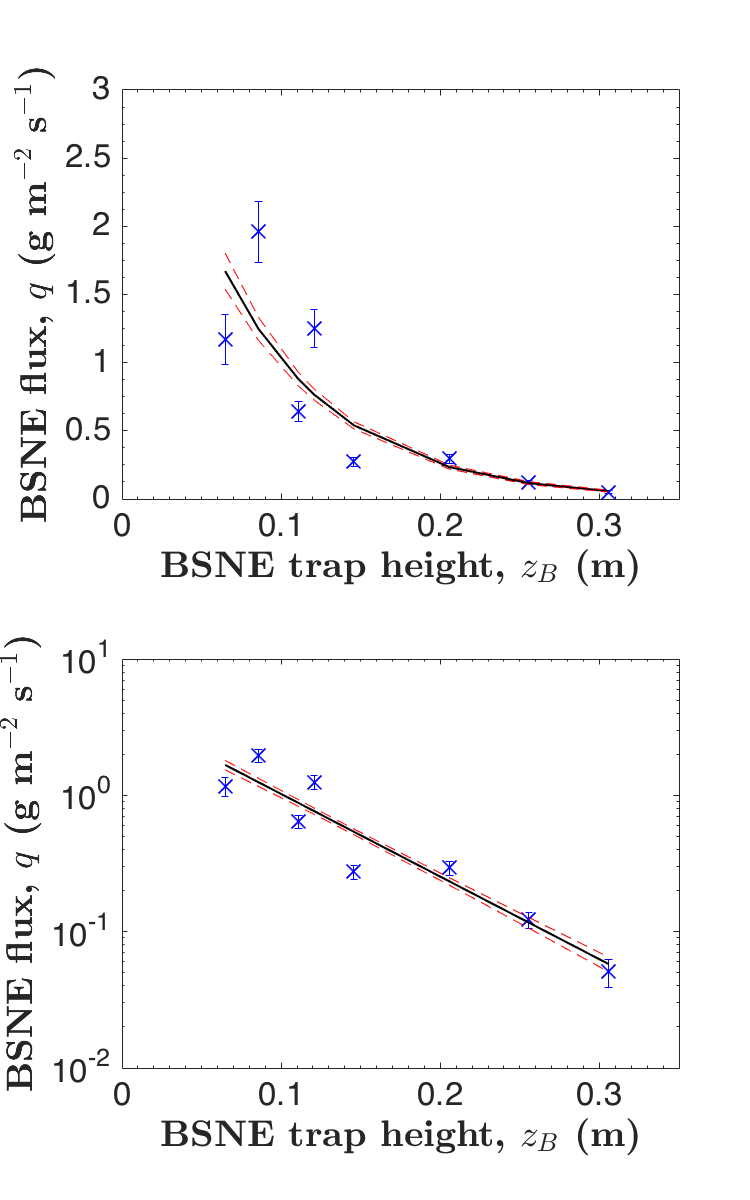 BSNE flux, q (g m⁻² s⁻¹)
3
2.5
2
1.5
1
0.5
0
0 0.1 0.2 0.3
BSNE trap height, z_B (m)
BSNE flux, q (g m⁻² s⁻¹)
10¹
10⁰
10⁻¹
10⁻²
0 0.1 0.2 0.3
BSNE trap height, z_B (m)